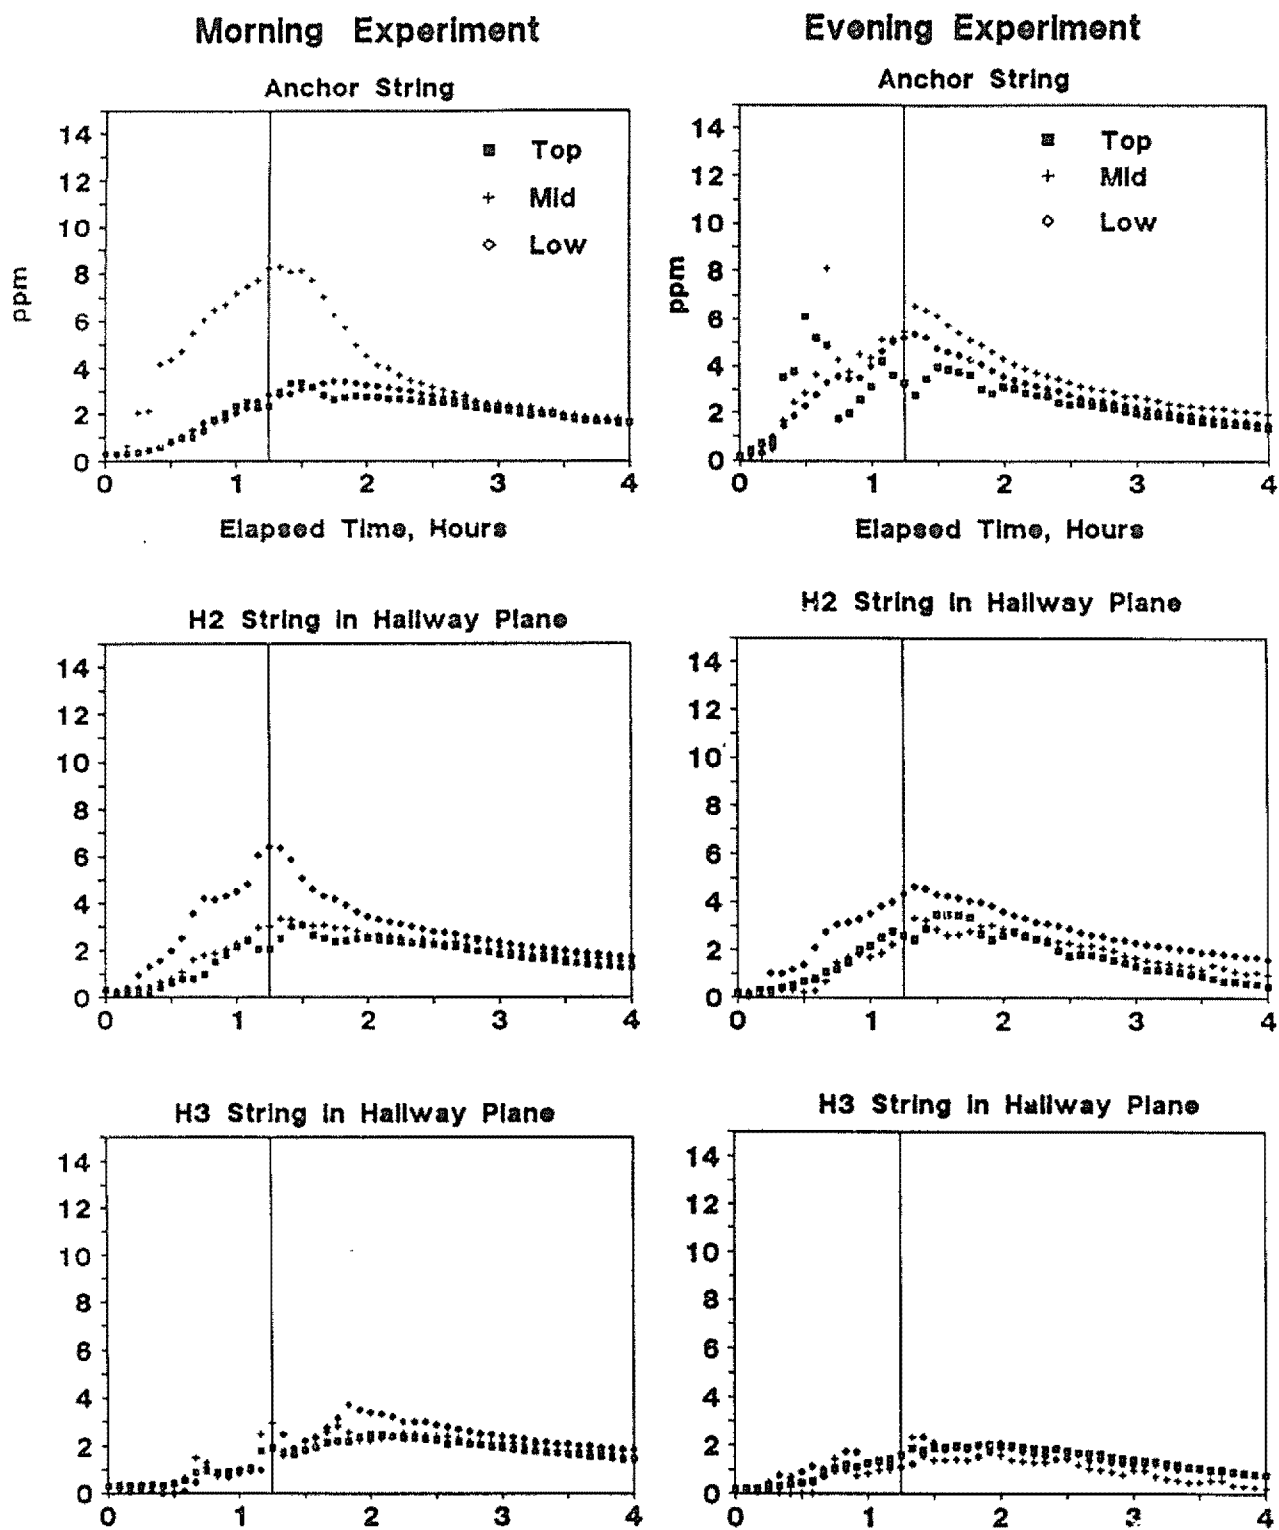 Morning Experiment
Evening Experiment
Anchor String
14
12
10
8
6
4
2
0
ppm
Top
Mid
Low
0 1 2 3 4
Elapsed Time, Hours
Anchor String
14
12
10
8
6
4
2
0
ppm
Top
Mid
Low
0 1 2 3 4
Elapsed Time, Hours
H2 String in Hallway Plane
14
12
10
8
6
4
2
0
0 1 2 3 4
H2 String in Hallway Plane
14
12
10
8
6
4
2
0
0 1 2 3 4
H3 String in Hallway Plane
14
12
10
8
6
4
2
0
0 1 2 3 4
H3 String in Hallway Plane
14
12
10
8
6
4
2
0
0 1 2 3 4